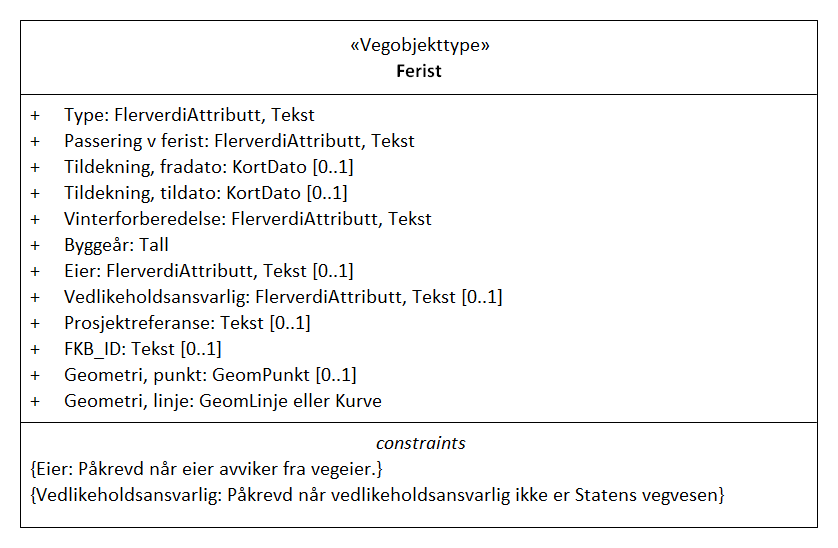 «Vegobjekttype»
Ferist
+ Type: FlerverdiAttributt, Tekst
+ Passering v ferist: FlerverdiAttributt, Tekst
+ Tildekning, fradato: KortDato [0..1]
+ Tildekning, tildato: KortDato [0..1]
+ Vinterforberedelse: FlerverdiAttributt, Tekst
+ Byggeår: Tall
+ Eier: FlerverdiAttributt, Tekst [0..1]
+ Vedlikeholdsansvarlig: FlerverdiAttributt, Tekst [0..1]
+ Prosjektreferanse: Tekst [0..1]
+ FKB_ID: Tekst [0..1]
+ Geometri, punkt: GeomPunkt [0..1]
+ Geometri, linje: GeomLinje eller Kurve
constraints
{Eier: Påkrevd når eier avviker fra vegeier.}
{Vedlikeholdsansvarlig: Påkrevd når vedlikeholdsansvarlig ikke er Statens vegvesen}